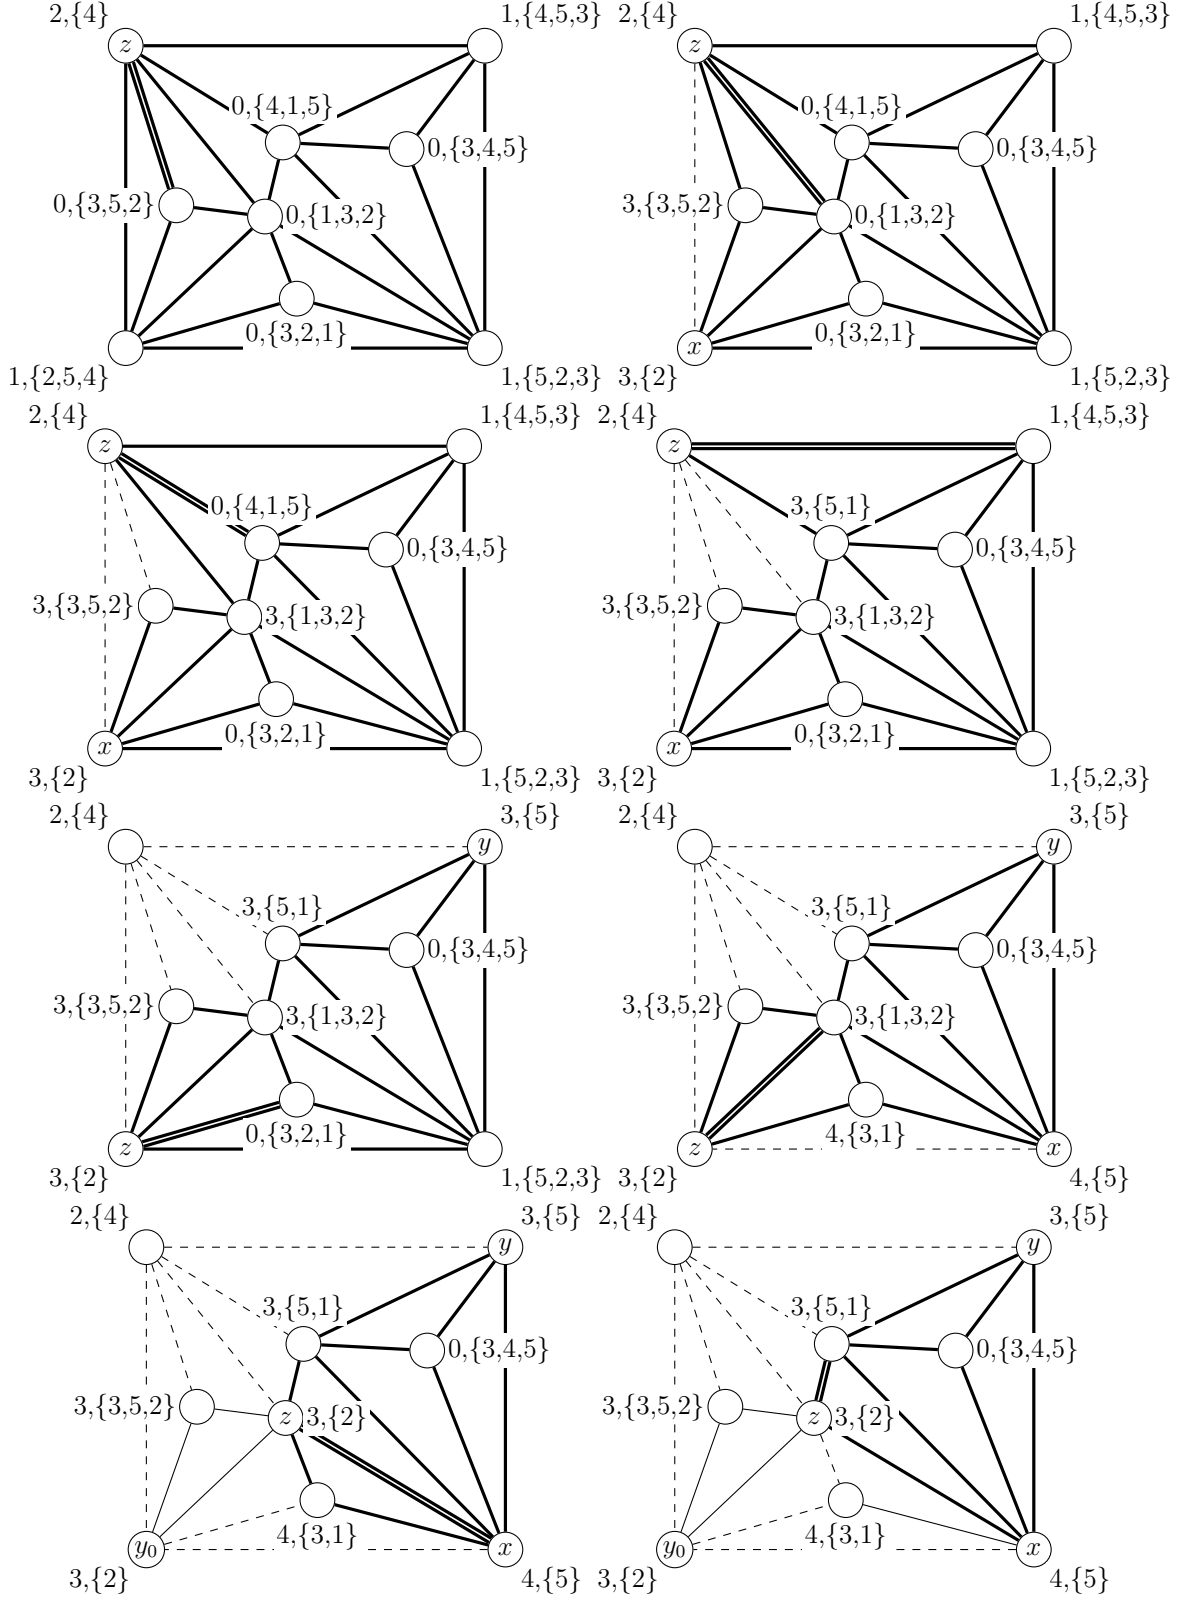 2,{4} 1,{4,5,3} 2,{4} 1,{4,5,3}
z z
0,{4,1,5} 0,{4,1,5}
0,{3,4,5} 0,{3,4,5}
0,{3,5,2} 3,{3,5,2}
0,{1,3,2} 0,{1,3,2}
0,{3,2,1} 0,{3,2,1}
x
1,{2,5,4} 1,{5,2,3} 3,{2} 1,{5,2,3}
2,{4} 1,{4,5,3} 2,{4} 1,{4,5,3}
z z
0,{4,1,5} 3,{5,1}
0,{3,4,5} 0,{3,4,5}
3,{3,5,2} 3,{3,5,2}
3,{1,3,2} 3,{1,3,2}
0,{3,2,1} 0,{3,2,1}
x x
3,{2} 1,{5,2,3} 3,{2} 1,{5,2,3}
2,{4} 3,{5} 2,{4} 3,{5}
y y
3,{5,1} 3,{5,1}
0,{3,4,5} 0,{3,4,5}
3,{3,5,2} 3,{3,5,2}
3,{1,3,2} 3,{1,3,2}
0,{3,2,1} 4,{3,1}
z z x
3,{2} 1,{5,2,3} 3,{2} 4,{5}
2,{4} 3,{5} 2,{4} 3,{5}
y y
3,{5,1} 3,{5,1}
0,{3,4,5} 0,{3,4,5}
3,{3,5,2} 3,{3,5,2}
z 3,{2} z 3,{2}
4,{3,1} 4,{3,1}
y₀ x y₀ x
3,{2} 4,{5} 3,{2} 4,{5}